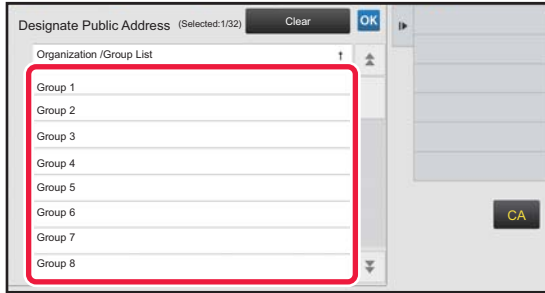 Designate Public Address (Selected:1/32) Clear OK
Organization /Group List ↑
Group 1
Group 2
Group 3
Group 4
Group 5
Group 6
Group 7
Group 8
CA